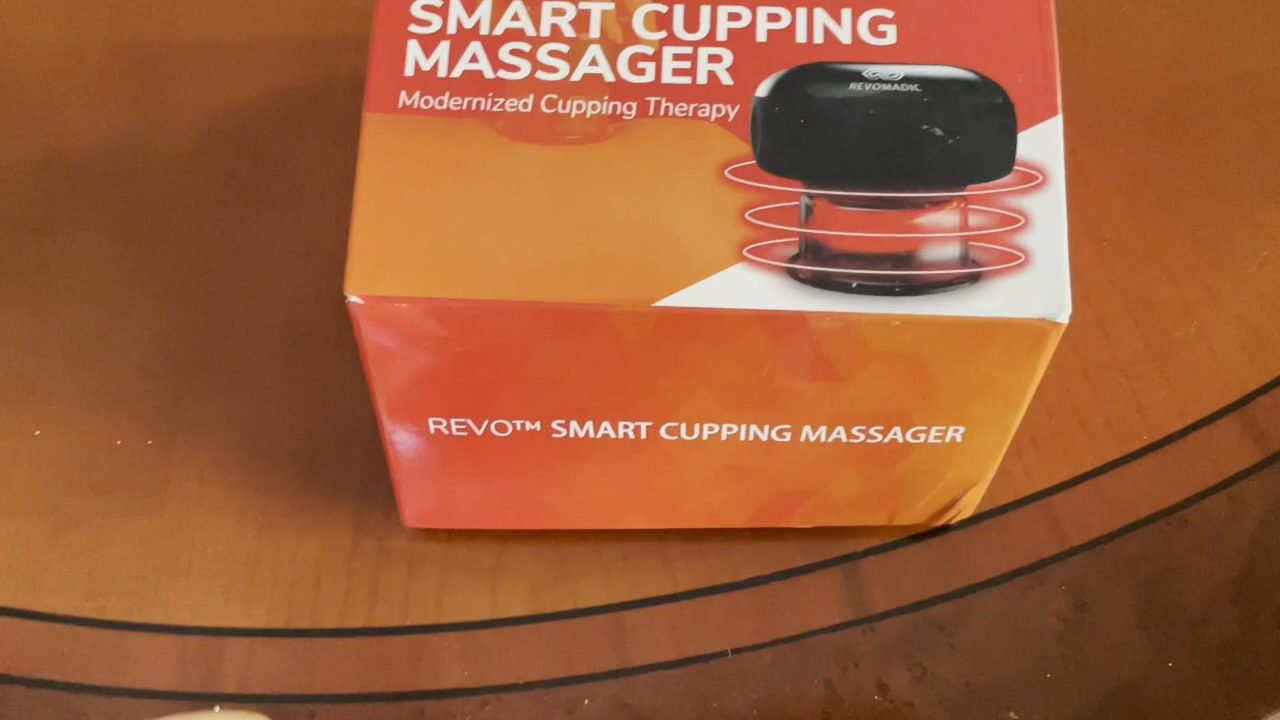 SMART CUPPING
MASSAGER
Modernized Cupping Therapy
REVOMADIC
REVO™ SMART CUPPING MASSAGER